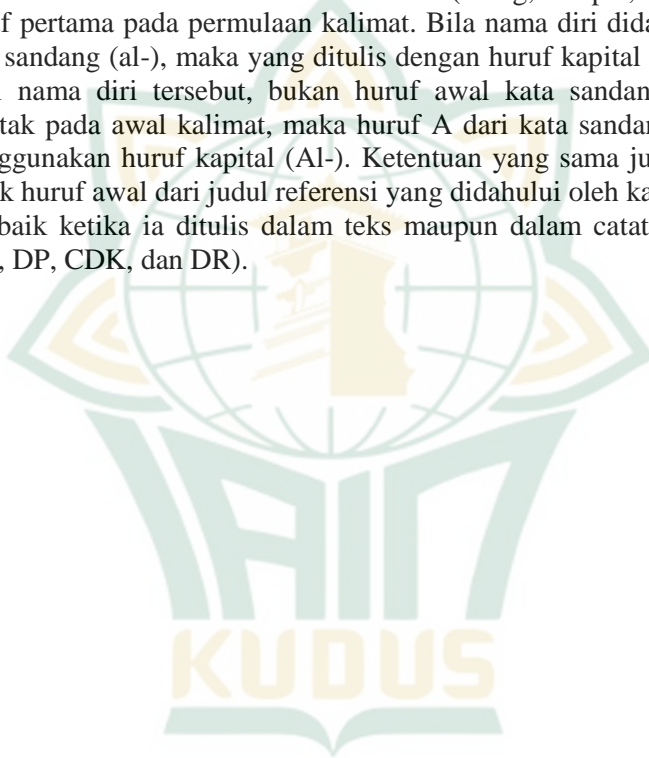 f pertama pada permulaan kalimat. Bila nama diri dida
sandang (al-), maka yang ditulis dengan huruf kapital
nama diri tersebut, bukan huruf awal kata sandan
tak pada awal kalimat, maka huruf A dari kata sandar
ggunakan huruf kapital (Al-). Ketentuan yang sama ju
k huruf awal dari judul referensi yang didahului oleh ka
baik ketika ia ditulis dalam teks maupun dalam catat
, DP, CDK, dan DR).
IAIN
KUDUS